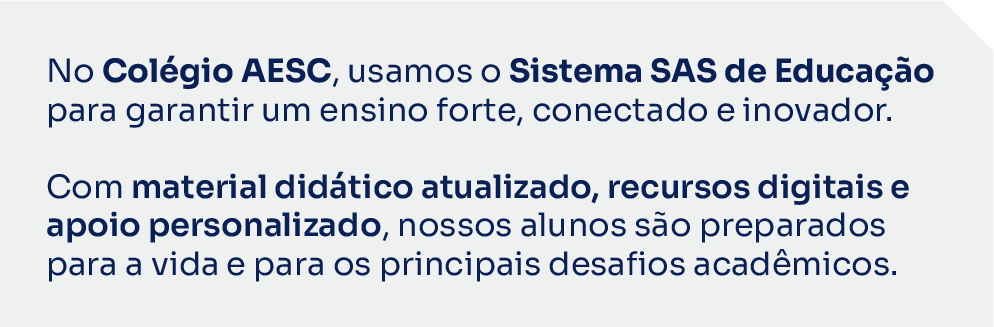 No Colégio AESC, usamos o Sistema SAS de Educação
para garantir um ensino forte, conectado e inovador.
Com material didático atualizado, recursos digitais e
apoio personalizado, nossos alunos são preparados
para a vida e para os principais desafios acadêmicos.